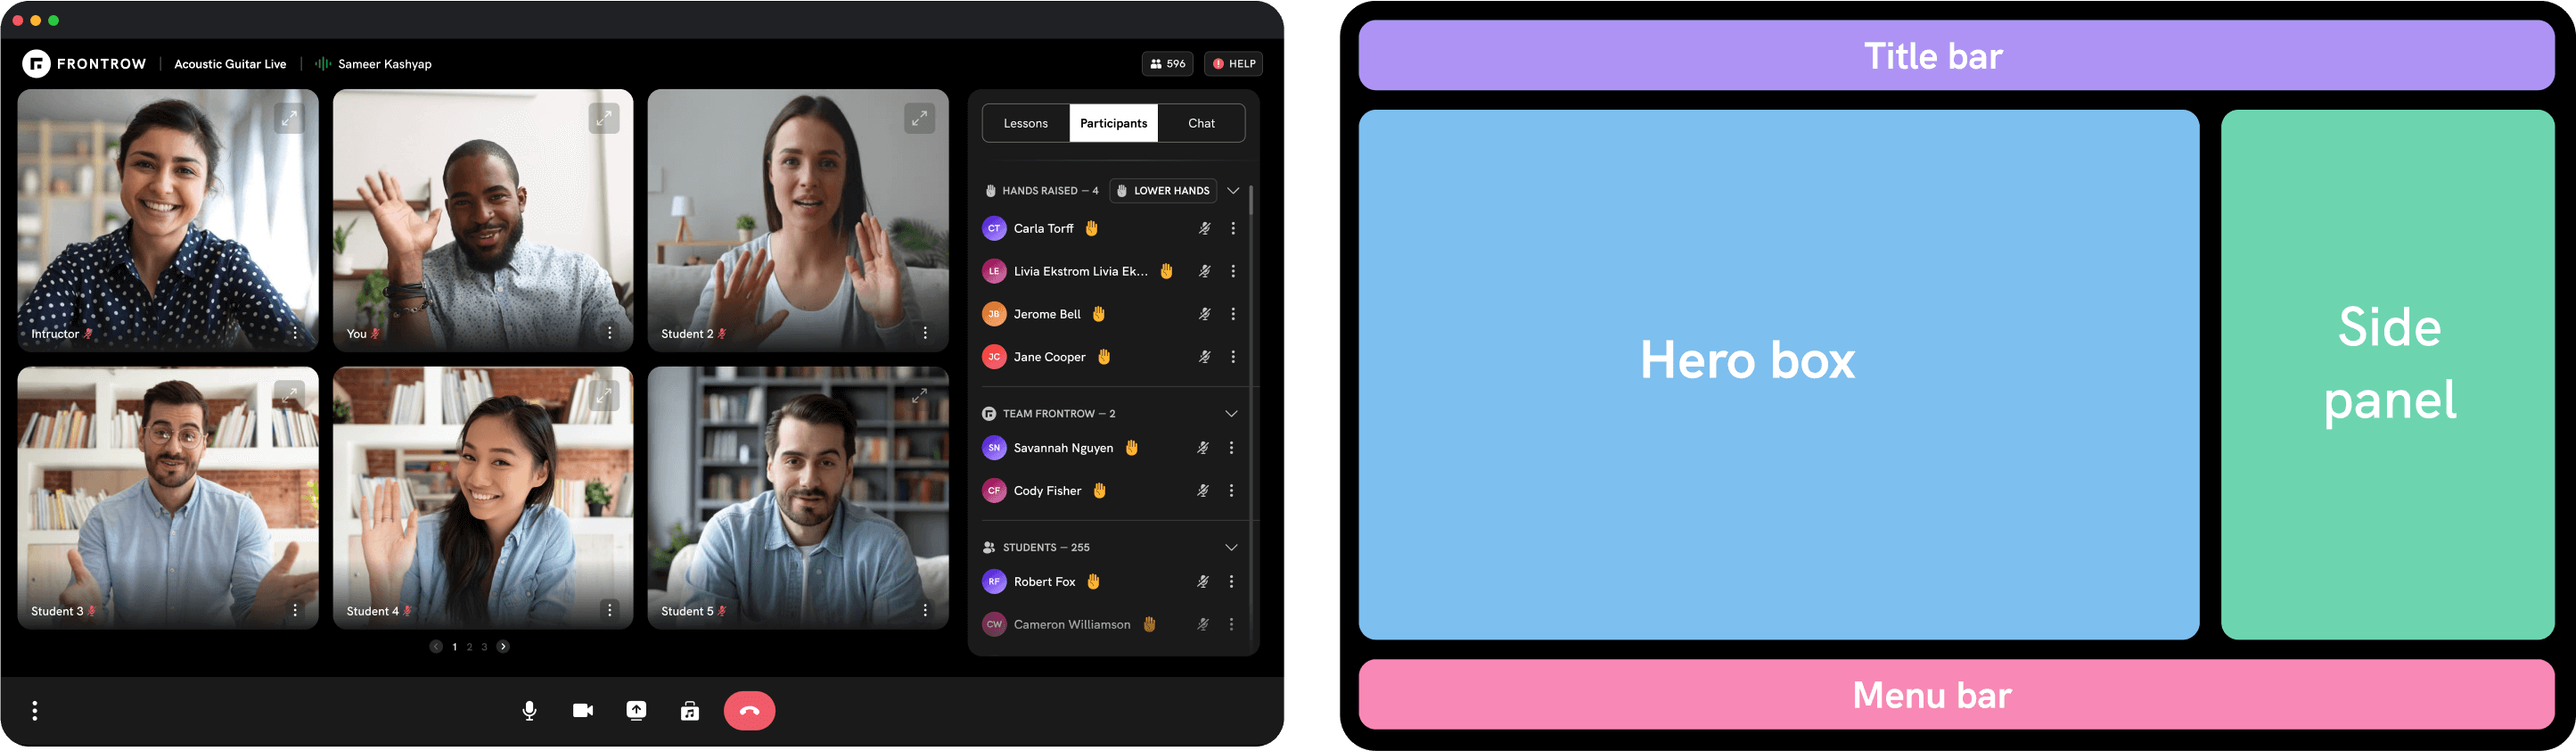 FRONTROW
Acoustic Guitar Live
Sameer Kashyap
596
HELP
Intructor
You
Student 2
Student 3
Student 4
Student 5
1 2 3
Lessons
Participants
Chat
HANDS RAISED – 4
LOWER HANDS
CT Carla Torff
LE Livia Ekstrom Livia Ek...
JB Jerome Bell
JC Jane Cooper
TEAM FRONTROW – 2
SN Savannah Nguyen
CF Cody Fisher
STUDENTS – 255
RF Robert Fox
CW Cameron Williamson
Title bar
Hero box
Side
panel
Menu bar